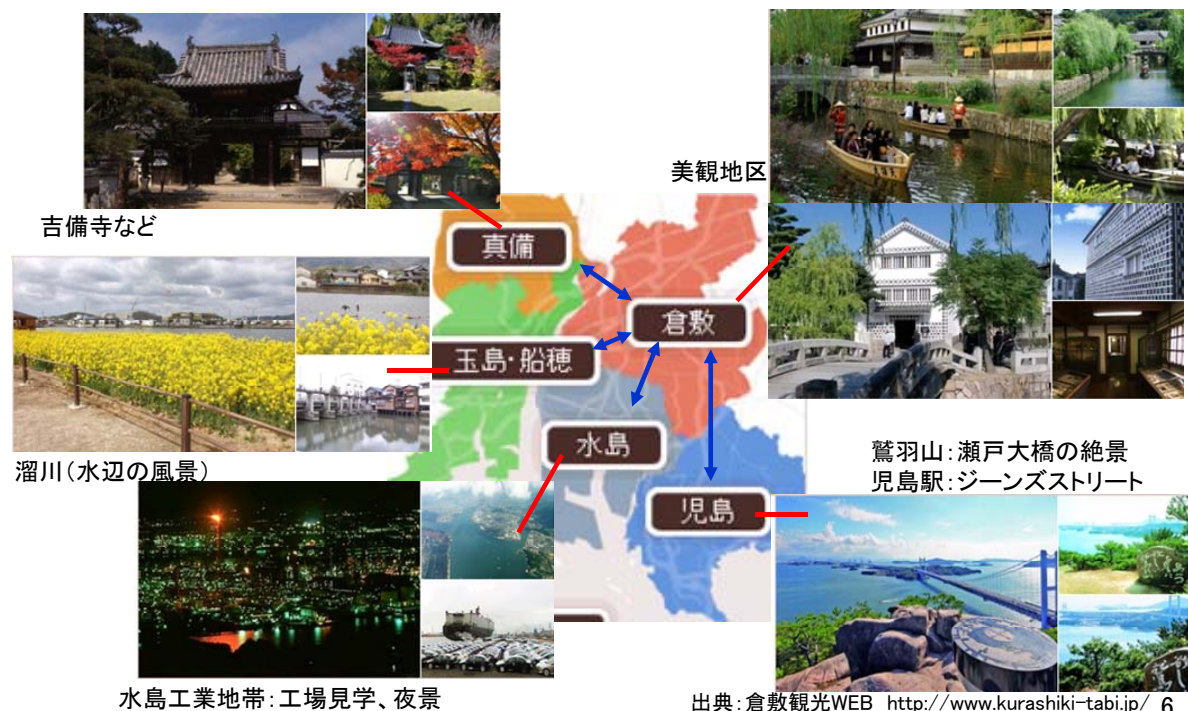 美観地区
吉備寺など
真備
倉敷
玉島・船穂
水島
児島
溜川(水辺の風景)
鷲羽山:瀬戸大橋の絶景
児島駅:ジーンズストリート
水島工業地帯:工場見学、夜景
出典:倉敷観光WEB http://www.kurashiki-tabi.jp/ 6